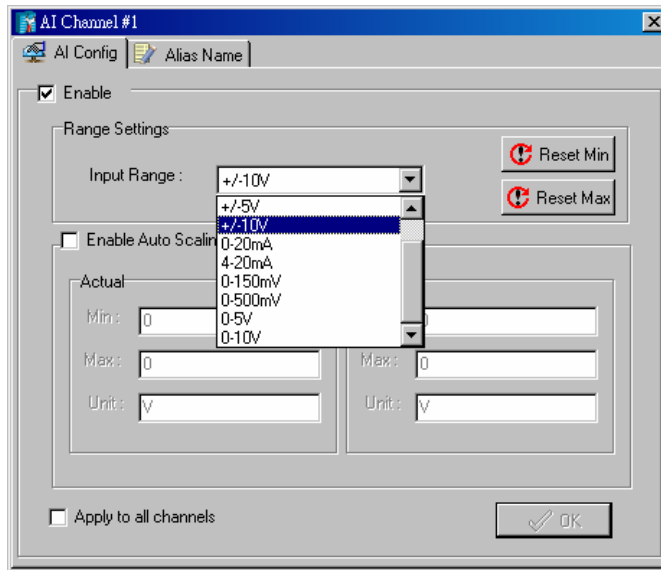 AI Channel #1
AI Config
Alias Name
Enable
Range Settings
Input Range :
+/-10V
Reset Min
Reset Max
+/-5V
+/-10V
0-20mA
4-20mA
0-150mV
0-500mV
0-5V
0-10V
Enable Auto Scalin
Actual
Min : 0
Max : 0
Unit : V
0
Max : 0
Unit : V
Apply to all channels
OK